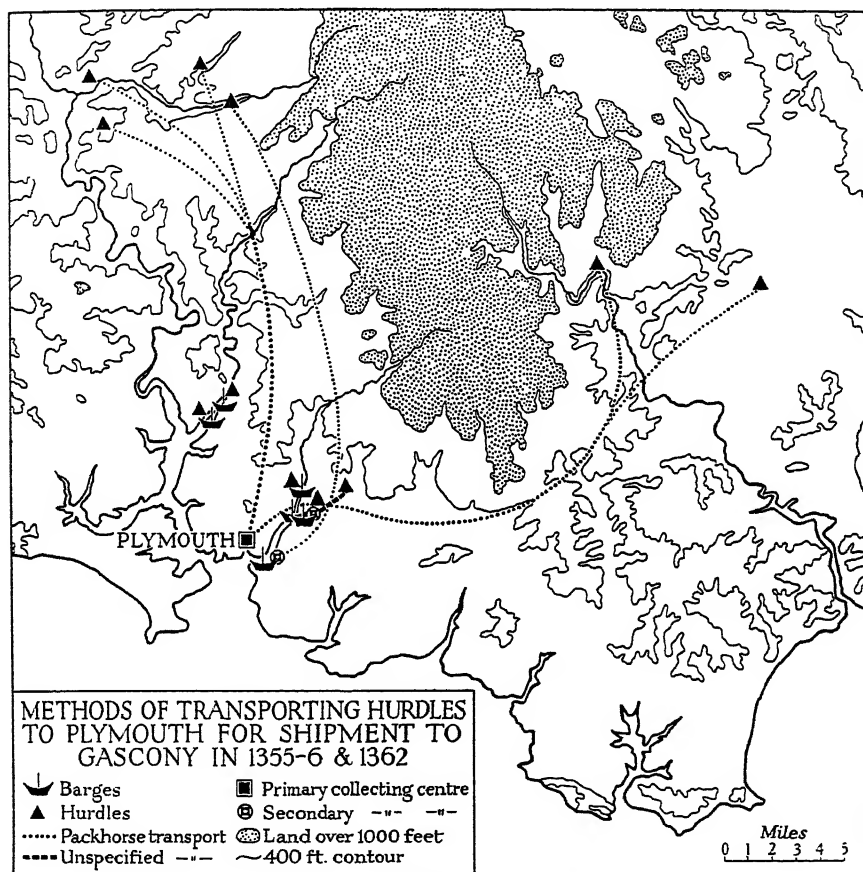 PLYMOUTH
METHODS OF TRANSPORTING HURDLES
TO PLYMOUTH FOR SHIPMENT TO
GASCONY IN 1355-6 & 1362
Barges
Hurdles
Packhorse transport
Unspecified -"-
Primary collecting centre
Secondary -"- -"-
Land over 1000 feet
400 ft. contour
Miles
0 1 2 3 4 5